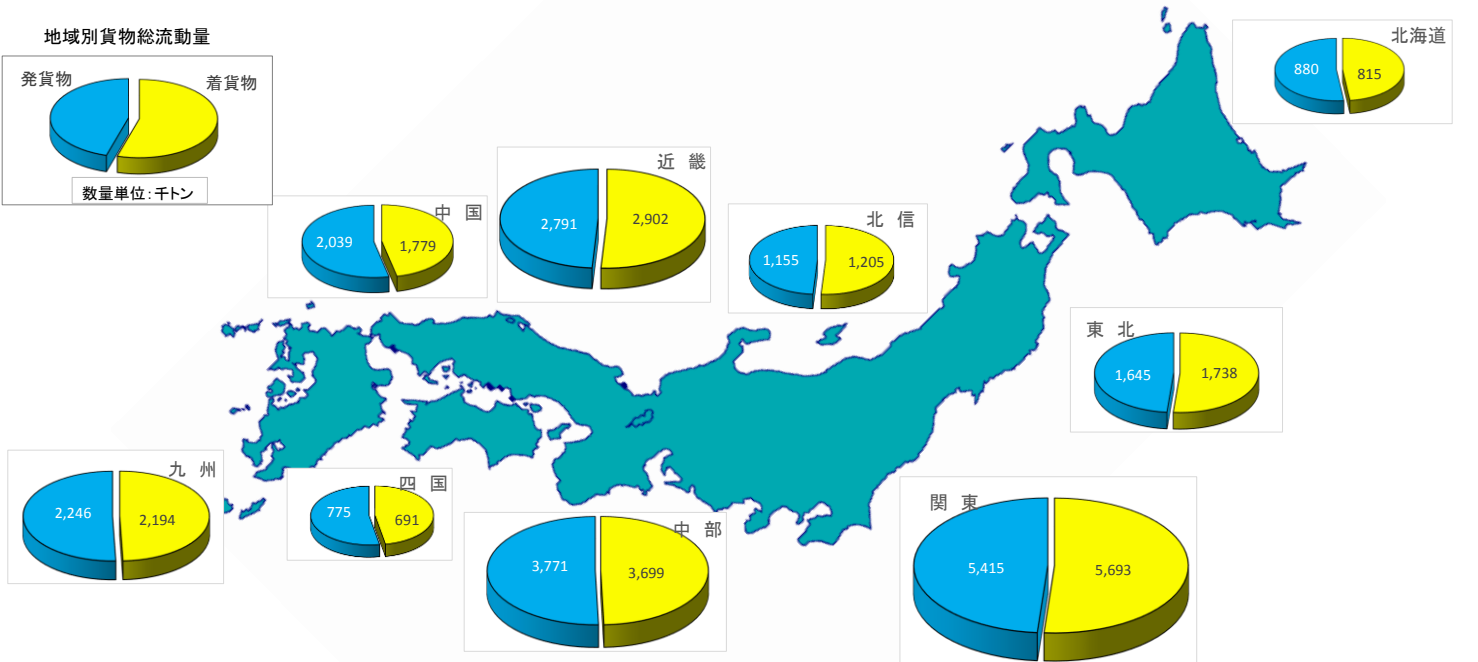 地域別貨物総流動量
発貨物
着貨物
数量単位：千トン
北海道
880
815
近 畿
2,791
2,902
中 国
2,039
1,779
北 信
1,155
1,205
東 北
1,645
1,738
九 州
2,246
2,194
四 国
775
691
中 部
3,771
3,699
関 東
5,415
5,693